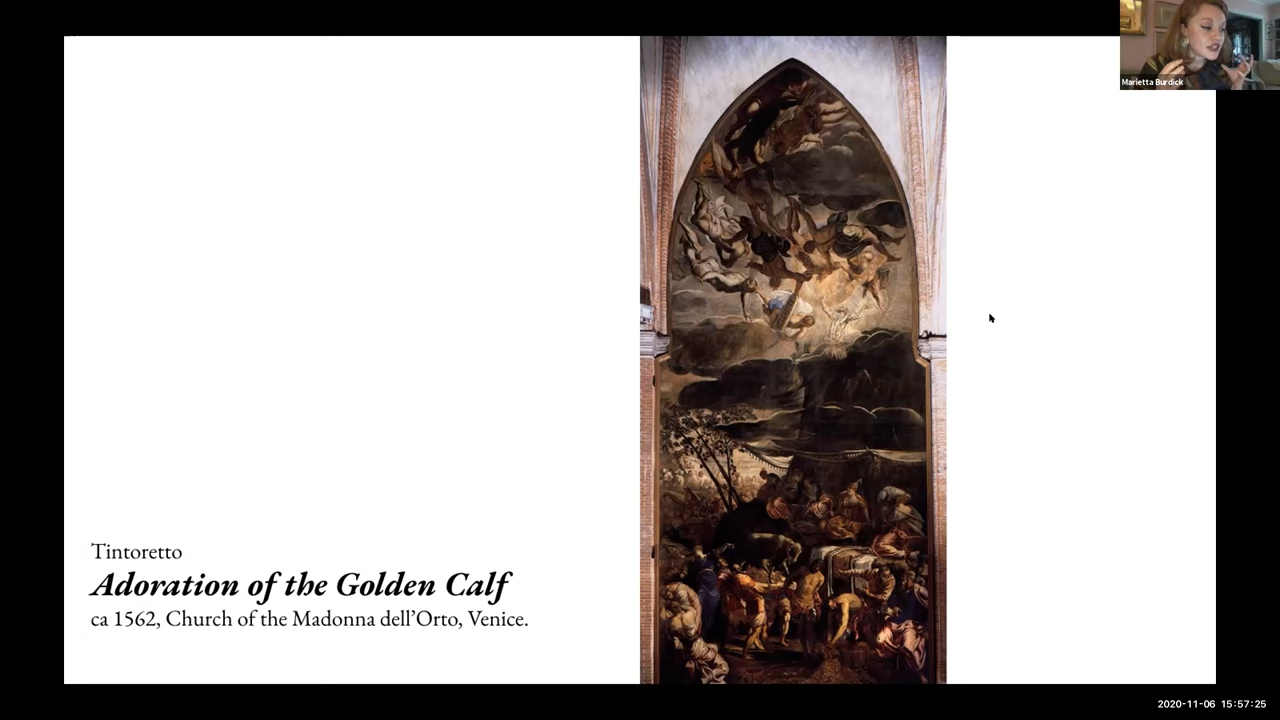 Marietta Burdick
Tintoretto
Adoration of the Golden Calf
ca 1562, Church of the Madonna dell’Orto, Venice.
2020-11-06 15:57:25